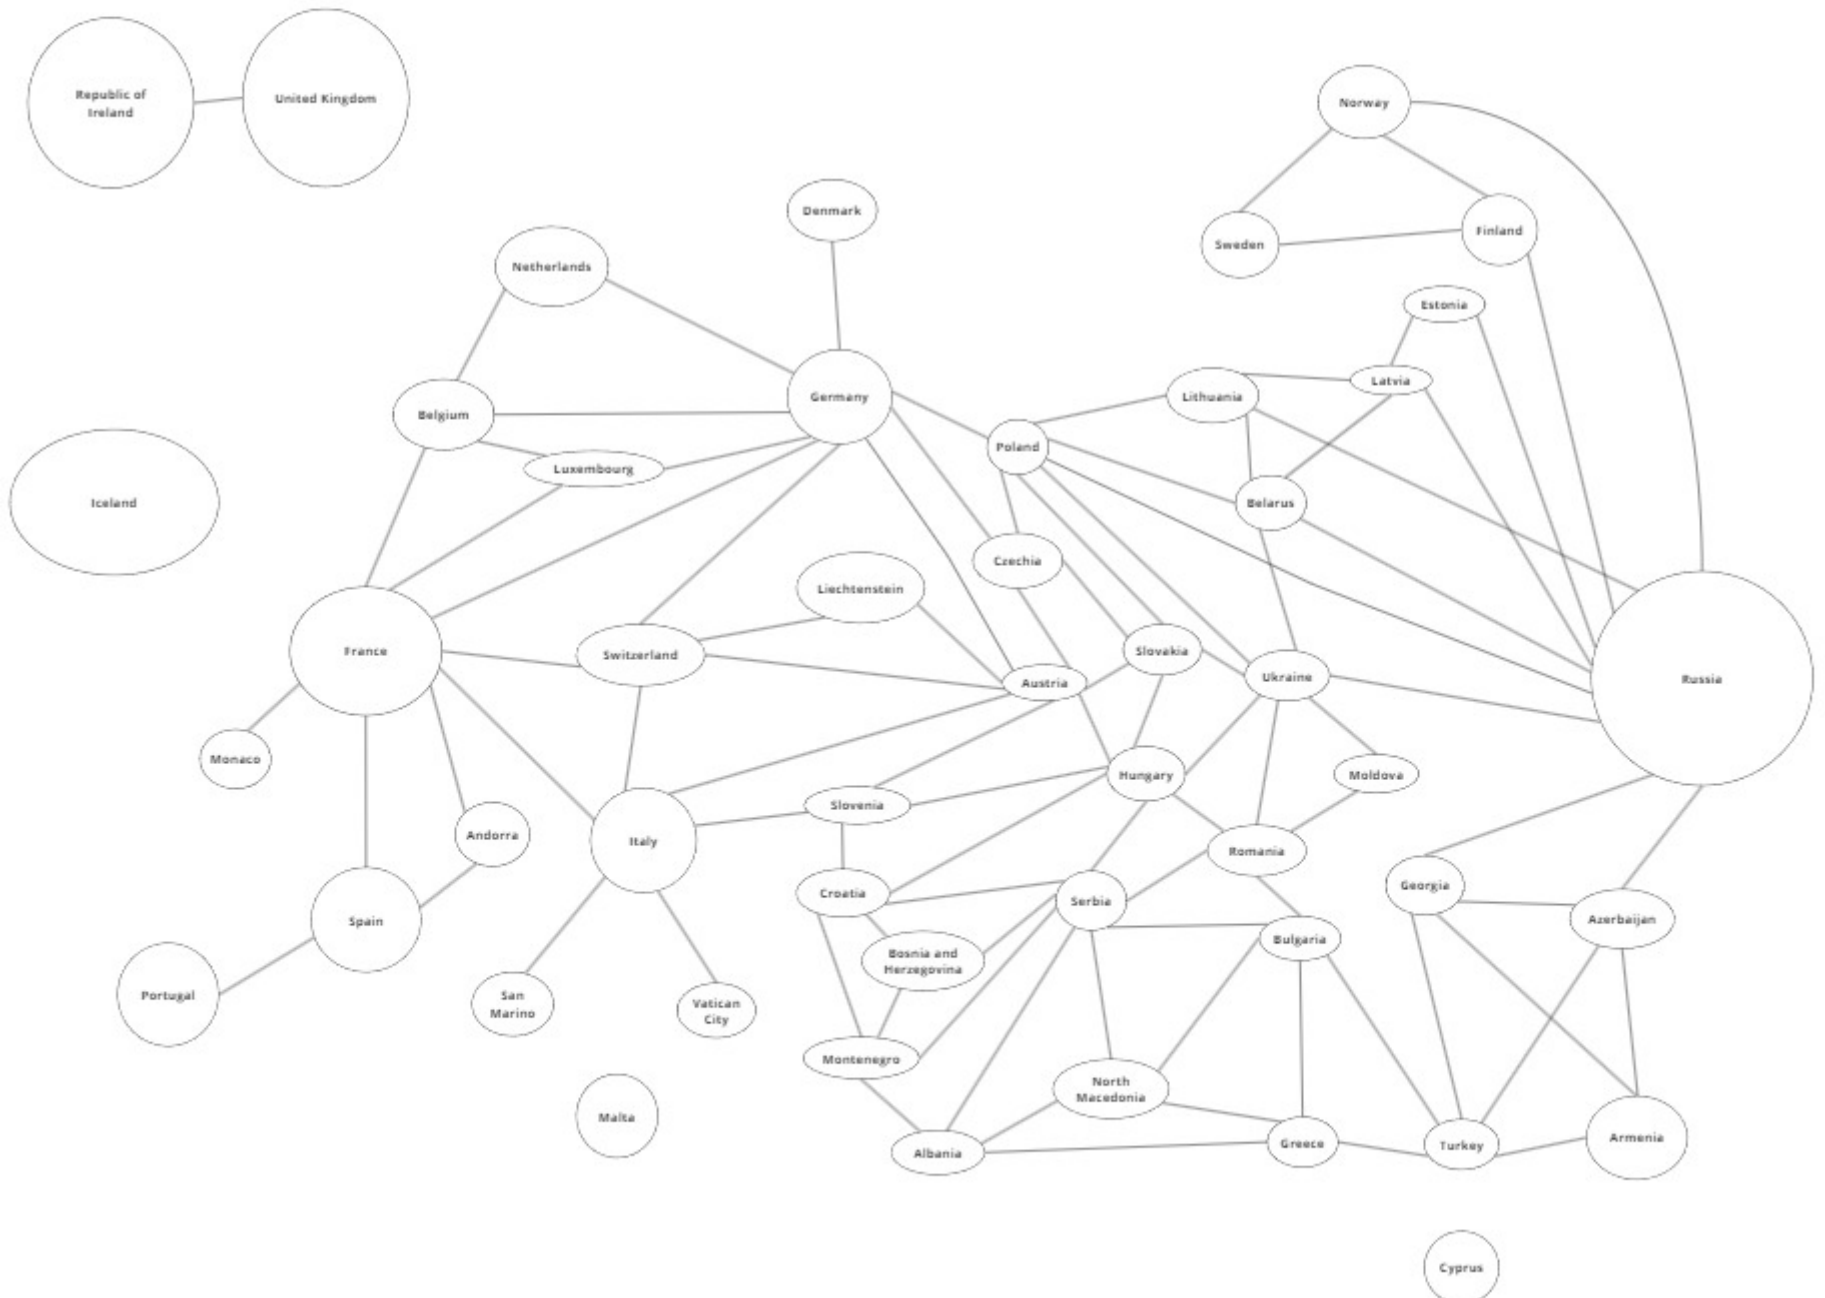 Republic of
Ireland
United Kingdom
Norway
Denmark
Sweden
Finland
Netherlands
Estonia
Germany
Lithuania
Latvia
Belgium
Poland
Luxembourg
Iceland
Belarus
Czechia
Liechtenstein
France
Switzerland
Slovakia
Austria
Ukraine
Russia
Monaco
Hungary
Moldova
Slovenia
Andorra
Italy
Romania
Croatia
Georgia
Spain
Serbia
Azerbaijan
Bosnia and
Herzegovina
Bulgaria
Portugal
San
Marino
Vatican
City
Montenegro
North
Macedonia
Malta
Albania
Greece
Turkey
Armenia
Cyprus